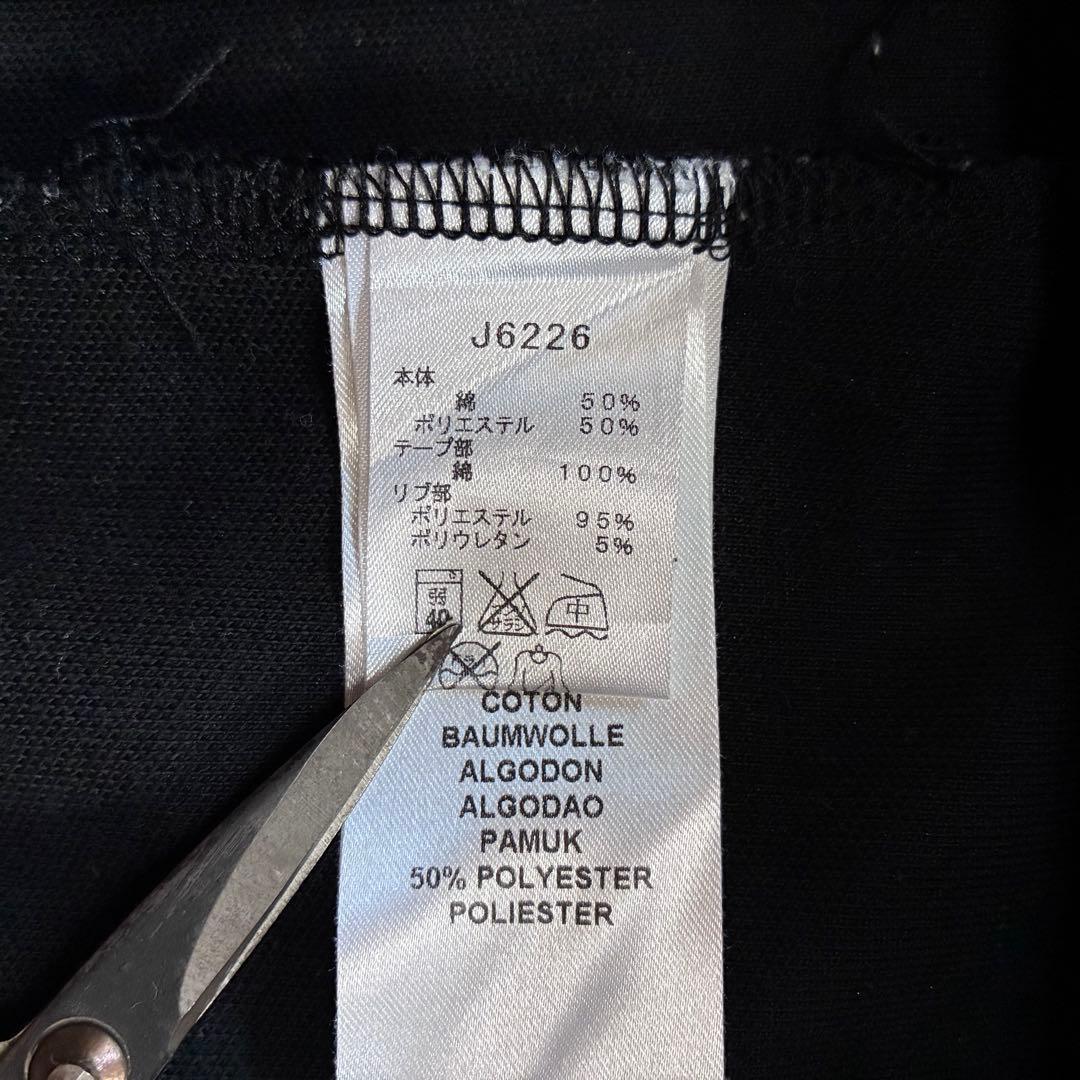 J6226
本体
綿 50%
ポリエステル 50%
テープ部
綿 100%
リブ部
ポリエステル 95%
ポリウレタン 5%
弱 中
40
COTON
BAUMWOLLE
ALGODON
ALGODAO
PAMUK
50% POLYESTER
POLIESTER